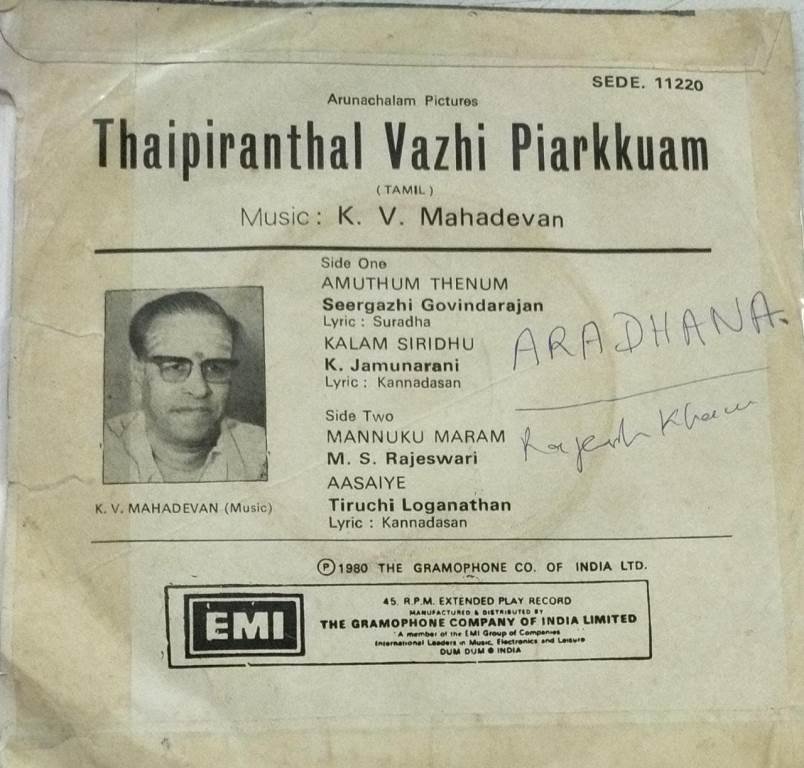 SEDE. 11220
Arunachalam Pictures
Thaipiranthal Vazhi Piarkkuam
(TAMIL)
Music: K. V. Mahadevan
Side One
AMUTHUM THENUM
Seergazhi Govindarajan
Lyric : Suradha
KALAM SIRIDHU
K. Jamunarani
Lyric : Kannadasan
Side Two
MANNUKU MARAM
M. S. Rajeswari
AASAIYE
Tiruchi Loganathan
Lyric : Kannadasan
ARADHANA.
Rajesh Khanna
K. V. MAHADEVAN (Music)
Ⓟ1980 THE GRAMOPHONE CO. OF INDIA LTD.
EMI
45. R.P.M. EXTENDED PLAY RECORD
MANUFACTURED & DISTRIBUTED BY
THE GRAMOPHONE COMPANY OF INDIA LIMITED
A member of the EMI Group of Companies
International Leaders in Music, Electronics and Leisure
DUM DUM ● INDIA